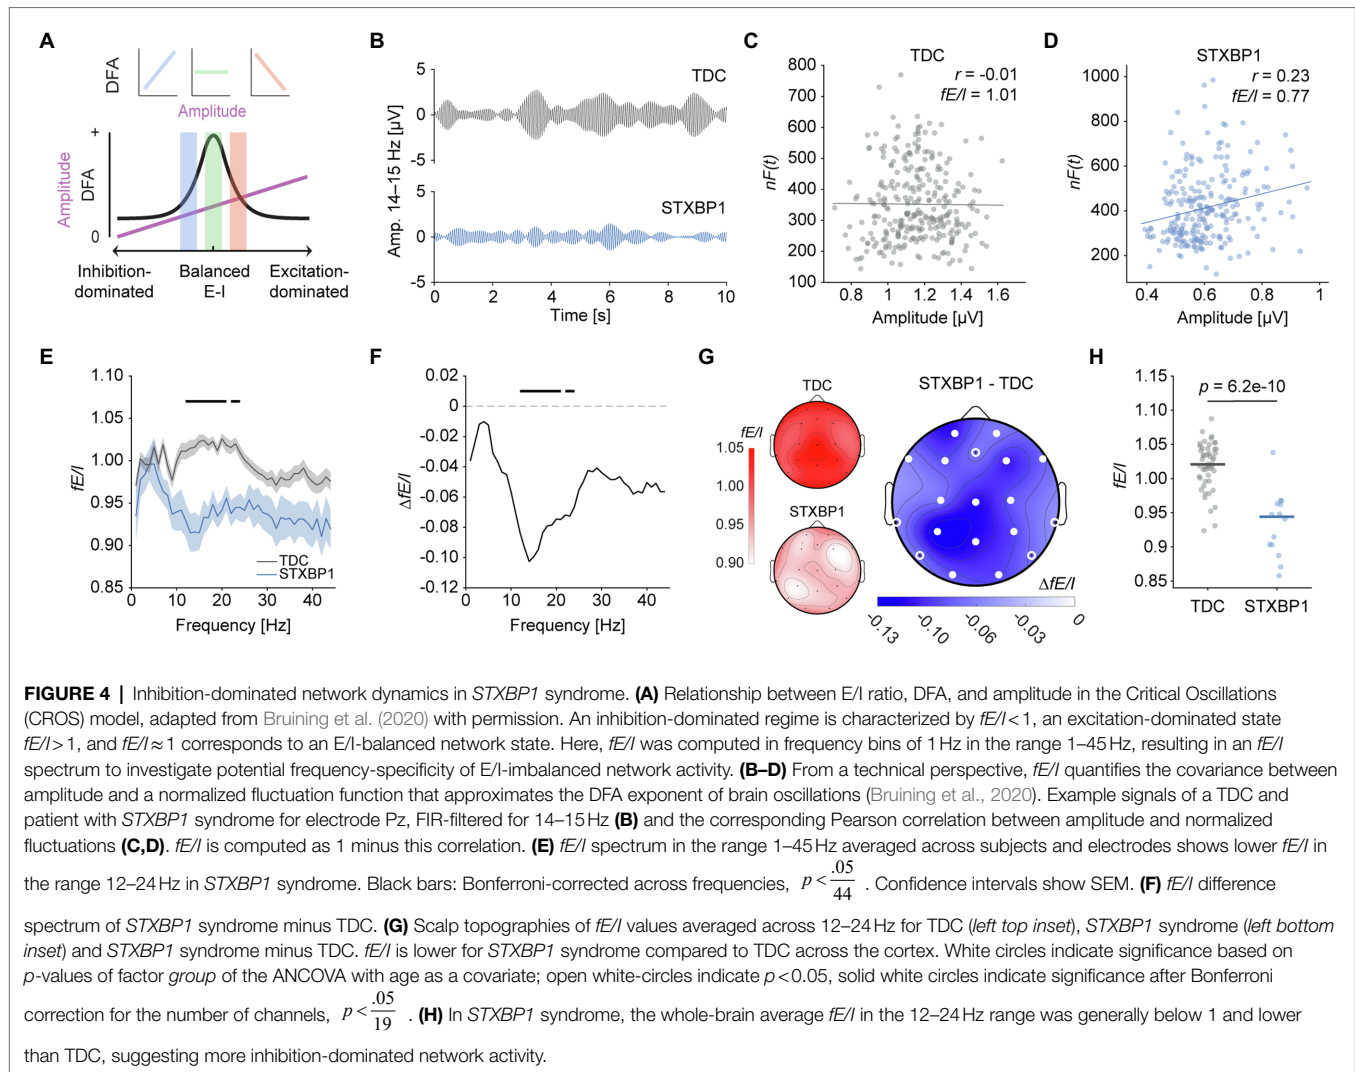 A
DFA
Amplitude
+
Amplitude
DFA
0
Inhibition-
dominated
Balanced
E-I
Excitation-
dominated
B
5
TDC
0
-5
Amp. 14–15 Hz [µV]
5
STXBP1
0
-5
0 2 4 6 8 10
Time [s]
C
TDC
r = -0.01
fE/I = 1.01
800
700
600
500
400
300
200
100
nF(t)
0.8 1 1.2 1.4 1.6
Amplitude [µV]
D
STXBP1
r = 0.23
fE/I = 0.77
1000
800
600
400
200
nF(t)
0.4 0.6 0.8 1
Amplitude [µV]
E
1.10
1.05
1.00
0.95
0.90
0.85
fE/I
TDC
STXBP1
0 10 20 30 40
Frequency [Hz]
F
0.02
0
-0.02
-0.04
-0.06
-0.08
-0.10
-0.12
ΔfE/I
0 10 20 30 40
Frequency [Hz]
G
TDC
fE/I
1.05
1.00
0.95
0.90
STXBP1
STXBP1 - TDC
ΔfE/I
-0.13 -0.10 -0.06 -0.03 0
H
p = 6.2e-10
1.15
1.10
1.05
1.00
0.95
0.9
0.85
fE/I
TDC STXBP1
FIGURE 4 | Inhibition-dominated network dynamics in STXBP1 syndrome. (A) Relationship between E/I ratio, DFA, and amplitude in the Critical Oscillations
(CROS) model, adapted from Bruining et al. (2020) with permission. An inhibition-dominated regime is characterized by fE/I<1, an excitation-dominated state
fE/I>1, and fE/I≈1 corresponds to an E/I-balanced network state. Here, fE/I was computed in frequency bins of 1 Hz in the range 1–45 Hz, resulting in an fE/I
spectrum to investigate potential frequency-specificity of E/I-imbalanced network activity. (B–D) From a technical perspective, fE/I quantifies the covariance between
amplitude and a normalized fluctuation function that approximates the DFA exponent of brain oscillations (Bruining et al., 2020). Example signals of a TDC and
patient with STXBP1 syndrome for electrode Pz, FIR-filtered for 14–15 Hz (B) and the corresponding Pearson correlation between amplitude and normalized
fluctuations (C,D). fE/I is computed as 1 minus this correlation. (E) fE/I spectrum in the range 1–45 Hz averaged across subjects and electrodes shows lower fE/I in
the range 12–24 Hz in STXBP1 syndrome. Black bars: Bonferroni-corrected across frequencies, p < .05/44 . Confidence intervals show SEM. (F) fE/I difference
spectrum of STXBP1 syndrome minus TDC. (G) Scalp topographies of fE/I values averaged across 12–24 Hz for TDC (left top inset), STXBP1 syndrome (left bottom
inset) and STXBP1 syndrome minus TDC. fE/I is lower for STXBP1 syndrome compared to TDC across the cortex. White circles indicate significance based on
p-values of factor group of the ANCOVA with age as a covariate; open white-circles indicate p<0.05, solid white circles indicate significance after Bonferroni
correction for the number of channels, p < .05/19 . (H) In STXBP1 syndrome, the whole-brain average fE/I in the 12–24 Hz range was generally below 1 and lower
than TDC, suggesting more inhibition-dominated network activity.